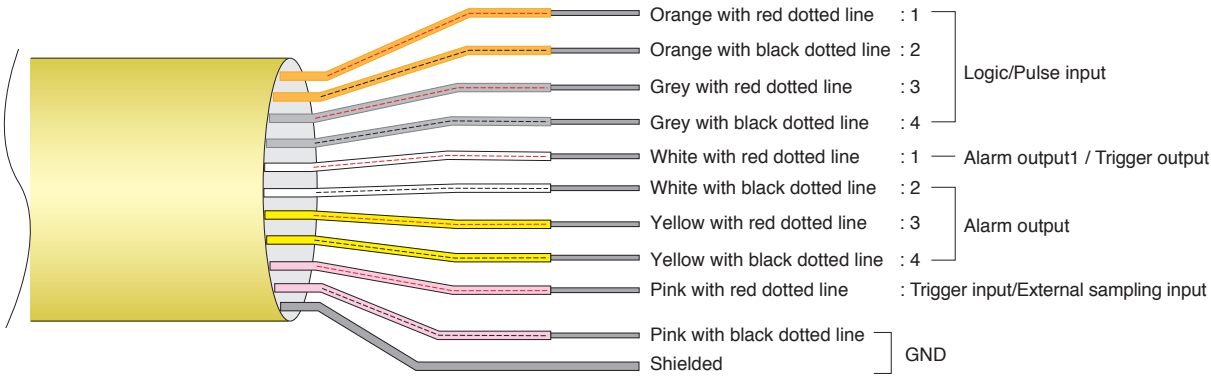 Orange with red dotted line : 1
Orange with black dotted line : 2
Logic/Pulse input
Grey with red dotted line : 3
Grey with black dotted line : 4
White with red dotted line : 1 Alarm output1 / Trigger output
White with black dotted line : 2
Yellow with red dotted line : 3 Alarm output
Yellow with black dotted line : 4
Pink with red dotted line : Trigger input/External sampling input
Pink with black dotted line
GND
Shielded